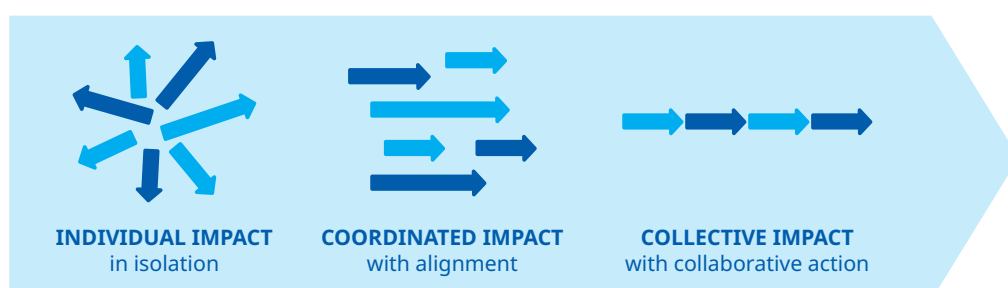 INDIVIDUAL IMPACT
in isolation
COORDINATED IMPACT
with alignment
COLLECTIVE IMPACT
with collaborative action